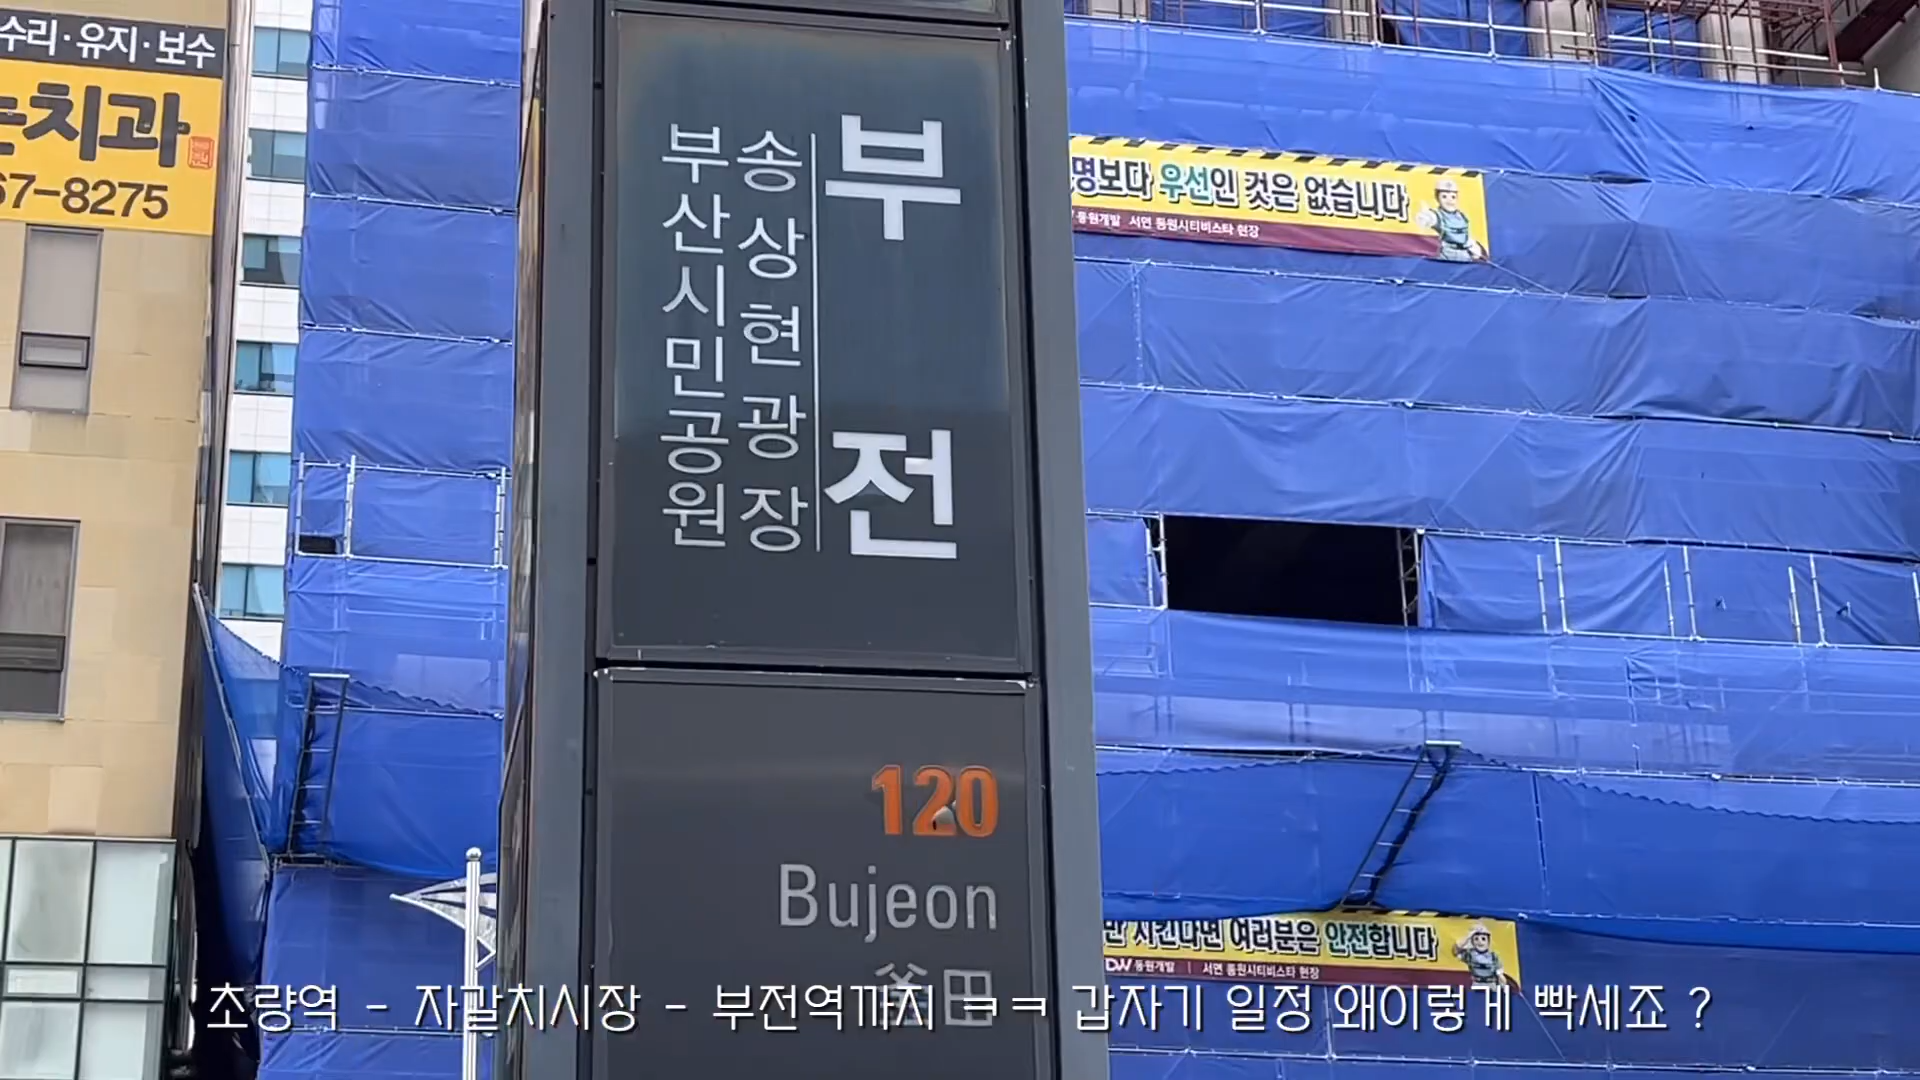 수리·유지·보수
치과
67-8275
부전
송상현광장
부산시민공원
120
Bujeon
釜田
명보다 우선인 것은 없습니다
동원개발 서면 동원시티비스타 현장
지킨다면 여러분은 안전합니다
DW 동원개발 | 서면 동원시티비스타 현장
초량역 - 자갈치시장 - 부전역까지 ㅋㅋ 갑자기 일정 왜이렇게 빡세죠 ?